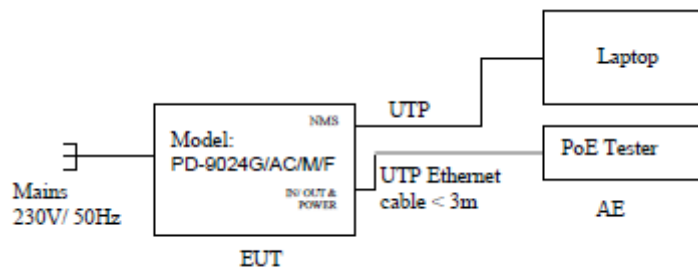 Laptop
NMS
UTP
Model:
PD-9024G/AC/M/F
PoE Tester
IN/ OUT &
POWER
UTP Ethernet
cable < 3m
Mains
230V/ 50Hz
AE
EUT